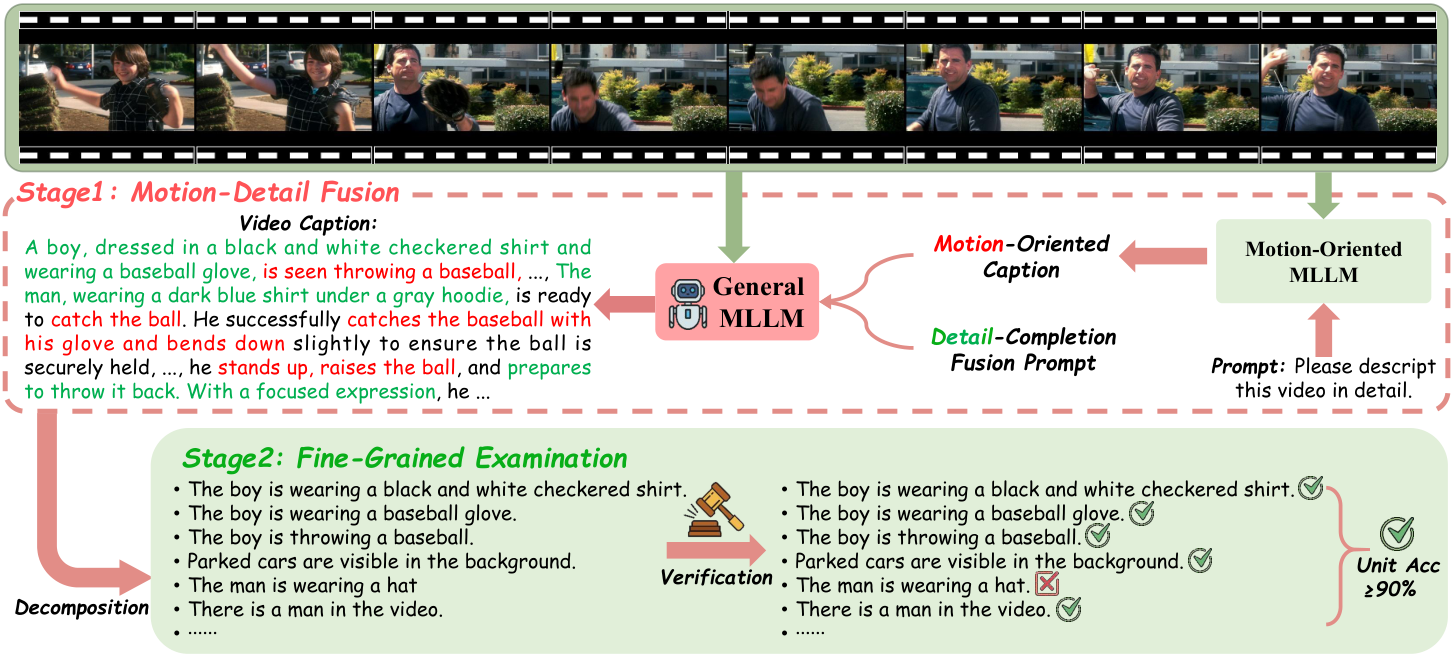 Stage1: Motion-Detail Fusion
Video Caption:
A boy, dressed in a black and white checkered shirt and
wearing a baseball glove, is seen throwing a baseball, ..., The
man, wearing a dark blue shirt under a gray hoodie, is ready
to catch the ball. He successfully catches the baseball with
his glove and bends down slightly to ensure the ball is
securely held, ..., he stands up, raises the ball, and prepares
to throw it back. With a focused expression, he ...
General
MLLM
Motion-Oriented
Caption
Detail-Completion
Fusion Prompt
Motion-Oriented
MLLM
Prompt: Please descript
this video in detail.
Decomposition
Stage2: Fine-Grained Examination
• The boy is wearing a black and white checkered shirt.
• The boy is wearing a baseball glove.
• The boy is throwing a baseball.
• Parked cars are visible in the background.
• The man is wearing a hat
• There is a man in the video.
• ......
Verification
• The boy is wearing a black and white checkered shirt.
• The boy is wearing a baseball glove.
• The boy is throwing a baseball.
• Parked cars are visible in the background.
• The man is wearing a hat.
• There is a man in the video.
• ......
Unit Acc
≥90%